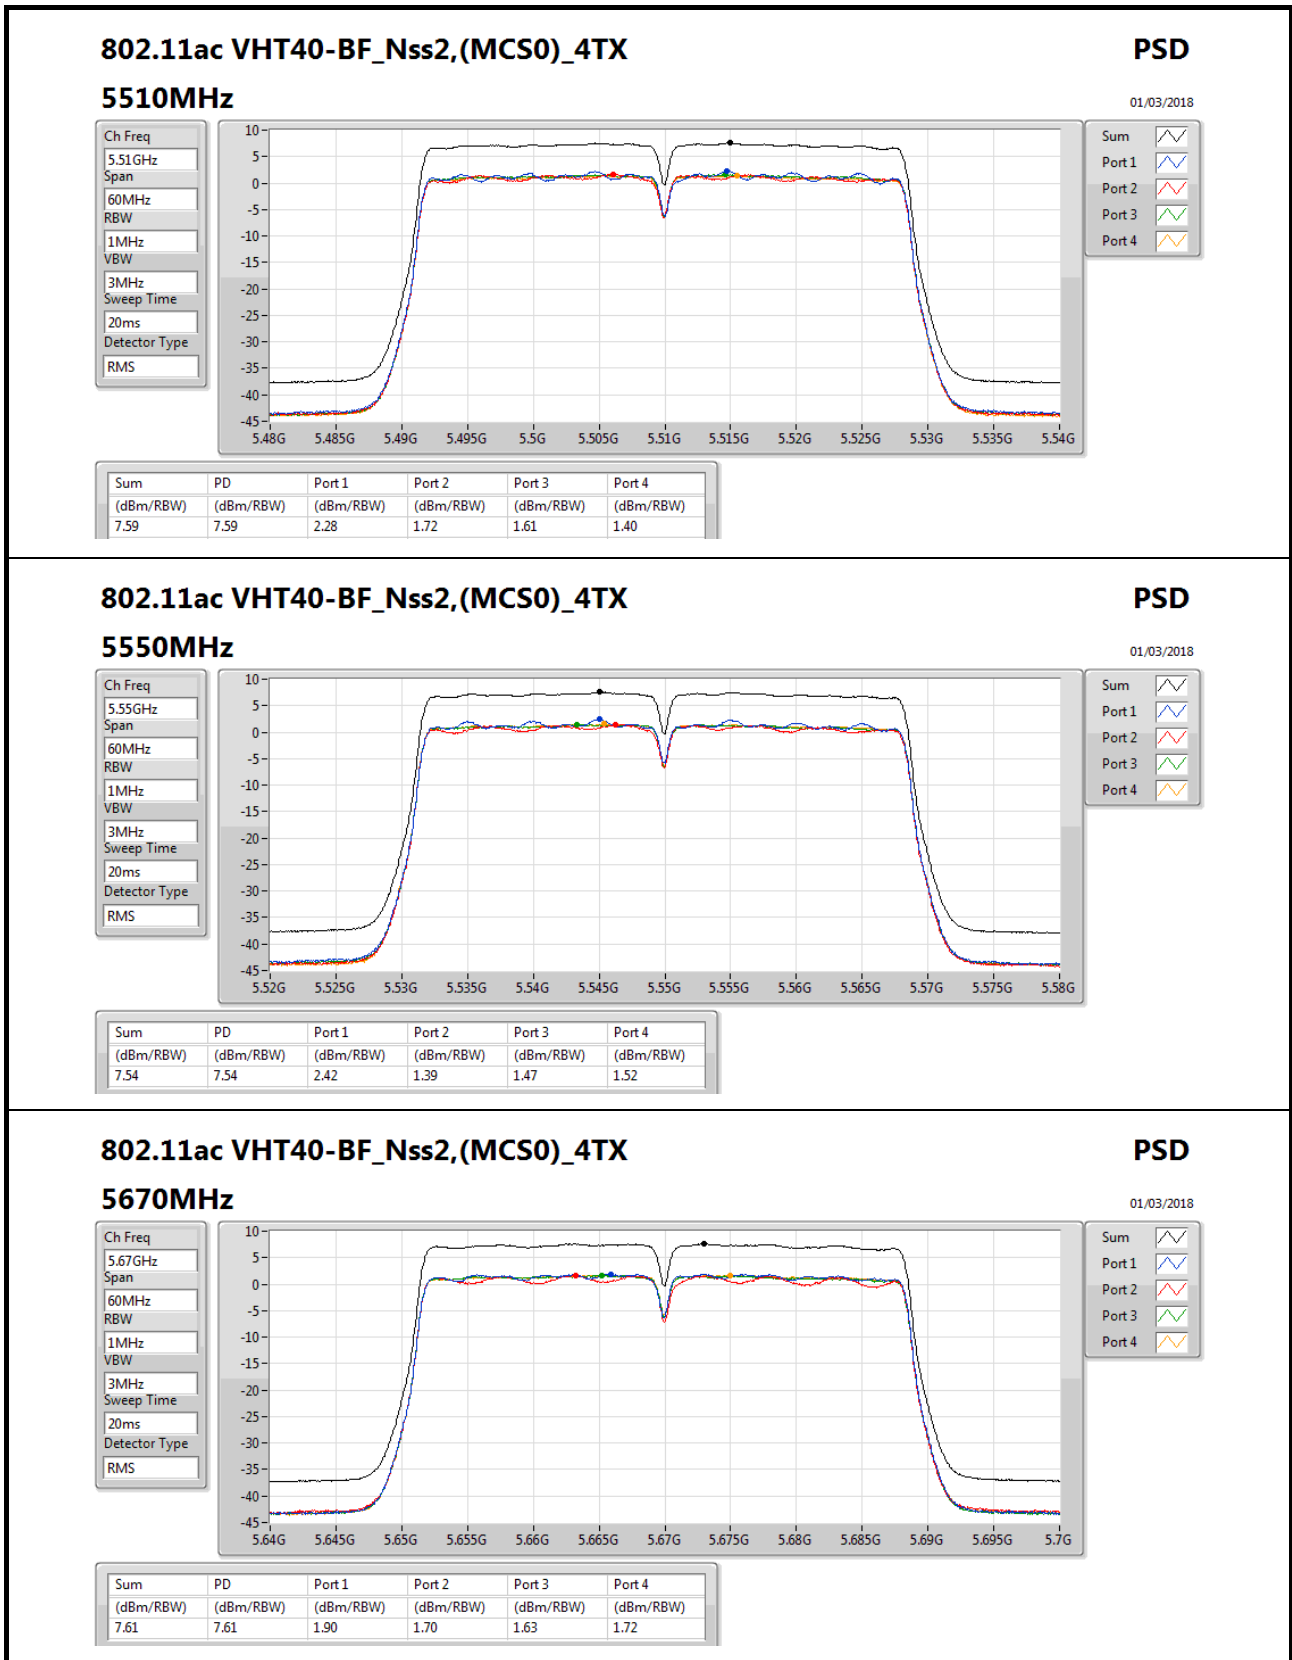 802.11ac VHT40-BF_Nss2,(MCS0)_4TX PSD
5510MHz 01/03/2018
Ch Freq
5.51GHz
Span
60MHz
RBW
1MHz
VBW
3MHz
Sweep Time
20ms
Detector Type
RMS
10
5
0
-5
-10
-15
-20
-25
-30
-35
-40
-45
5.48G 5.485G 5.49G 5.495G 5.5G 5.505G 5.51G 5.515G 5.52G 5.525G 5.53G 5.535G 5.54G
Sum
Port 1
Port 2
Port 3
Port 4
Sum PD Port 1 Port 2 Port 3 Port 4
(dBm/RBW) (dBm/RBW) (dBm/RBW) (dBm/RBW) (dBm/RBW) (dBm/RBW)
7.59 7.59 2.28 1.72 1.61 1.40
802.11ac VHT40-BF_Nss2,(MCS0)_4TX PSD
5550MHz 01/03/2018
Ch Freq
5.55GHz
Span
60MHz
RBW
1MHz
VBW
3MHz
Sweep Time
20ms
Detector Type
RMS
10
5
0
-5
-10
-15
-20
-25
-30
-35
-40
-45
5.52G 5.525G 5.53G 5.535G 5.54G 5.545G 5.55G 5.555G 5.56G 5.565G 5.57G 5.575G 5.58G
Sum
Port 1
Port 2
Port 3
Port 4
Sum PD Port 1 Port 2 Port 3 Port 4
(dBm/RBW) (dBm/RBW) (dBm/RBW) (dBm/RBW) (dBm/RBW) (dBm/RBW)
7.54 7.54 2.42 1.39 1.47 1.52
802.11ac VHT40-BF_Nss2,(MCS0)_4TX PSD
5670MHz 01/03/2018
Ch Freq
5.67GHz
Span
60MHz
RBW
1MHz
VBW
3MHz
Sweep Time
20ms
Detector Type
RMS
10
5
0
-5
-10
-15
-20
-25
-30
-35
-40
-45
5.64G 5.645G 5.65G 5.655G 5.66G 5.665G 5.67G 5.675G 5.68G 5.685G 5.69G 5.695G 5.7G
Sum
Port 1
Port 2
Port 3
Port 4
Sum PD Port 1 Port 2 Port 3 Port 4
(dBm/RBW) (dBm/RBW) (dBm/RBW) (dBm/RBW) (dBm/RBW) (dBm/RBW)
7.61 7.61 1.90 1.70 1.63 1.72